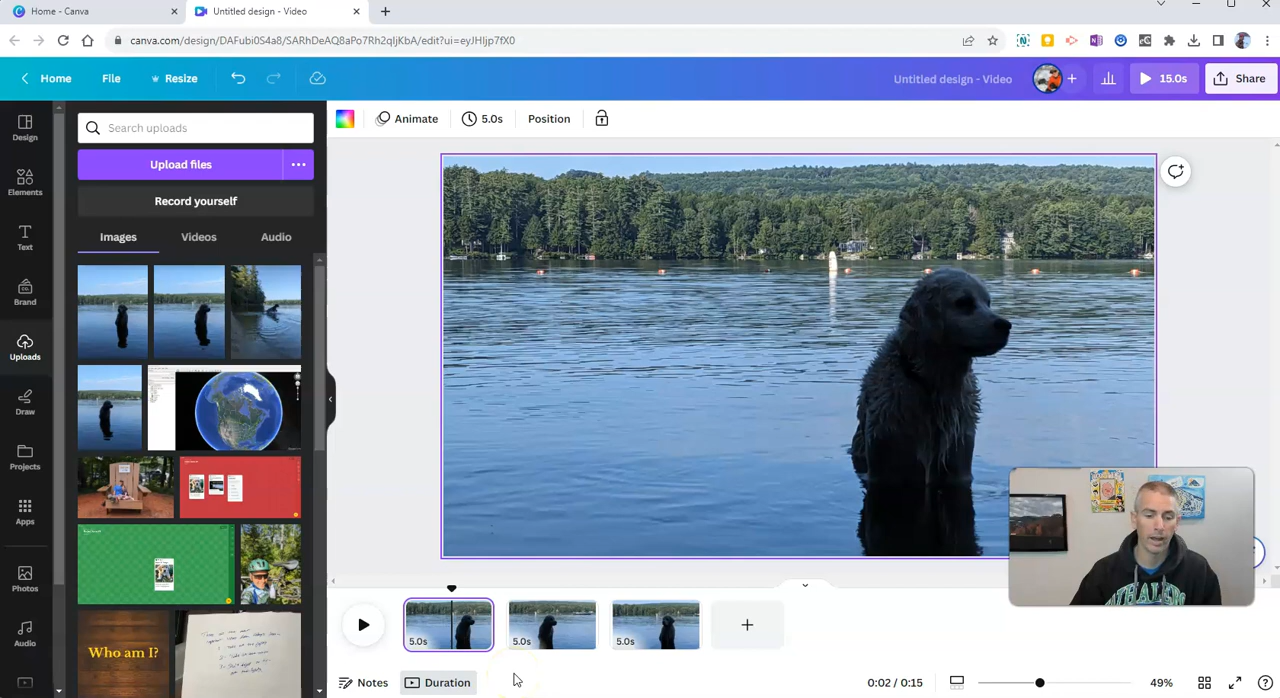 Home - Canva
Untitled design - Video
canva.com/design/DAFubi0S4a8/SARhDeAQ8aPo7Rh2qljKbA/edit?ui=eyJHIjp7fX0
Home
File
Resize
Untitled design - Video
15.0s
Share
Animate
5.0s
Position
Design
Elements
Text
Brand
Uploads
Draw
Projects
Apps
Photos
Audio
Search uploads
Upload files
Record yourself
Images
Videos
Audio
Who am I?
5.0s
5.0s
5.0s
Notes
Duration
0:02 / 0:15
49%